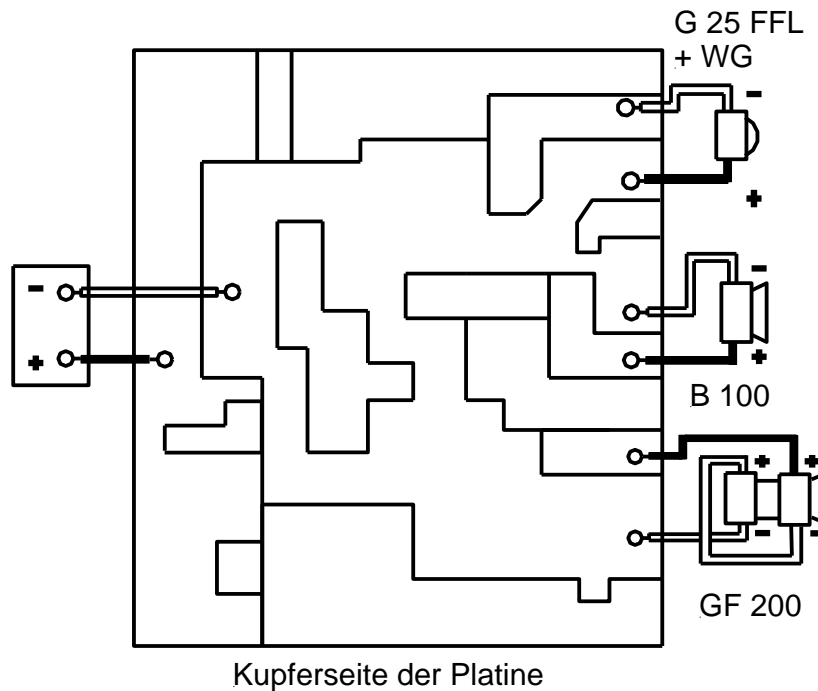 G 25 FFL
+ WG
-
+
-
+
-
+
B 100
+ +
- -
GF 200
Kupferseite der Platine